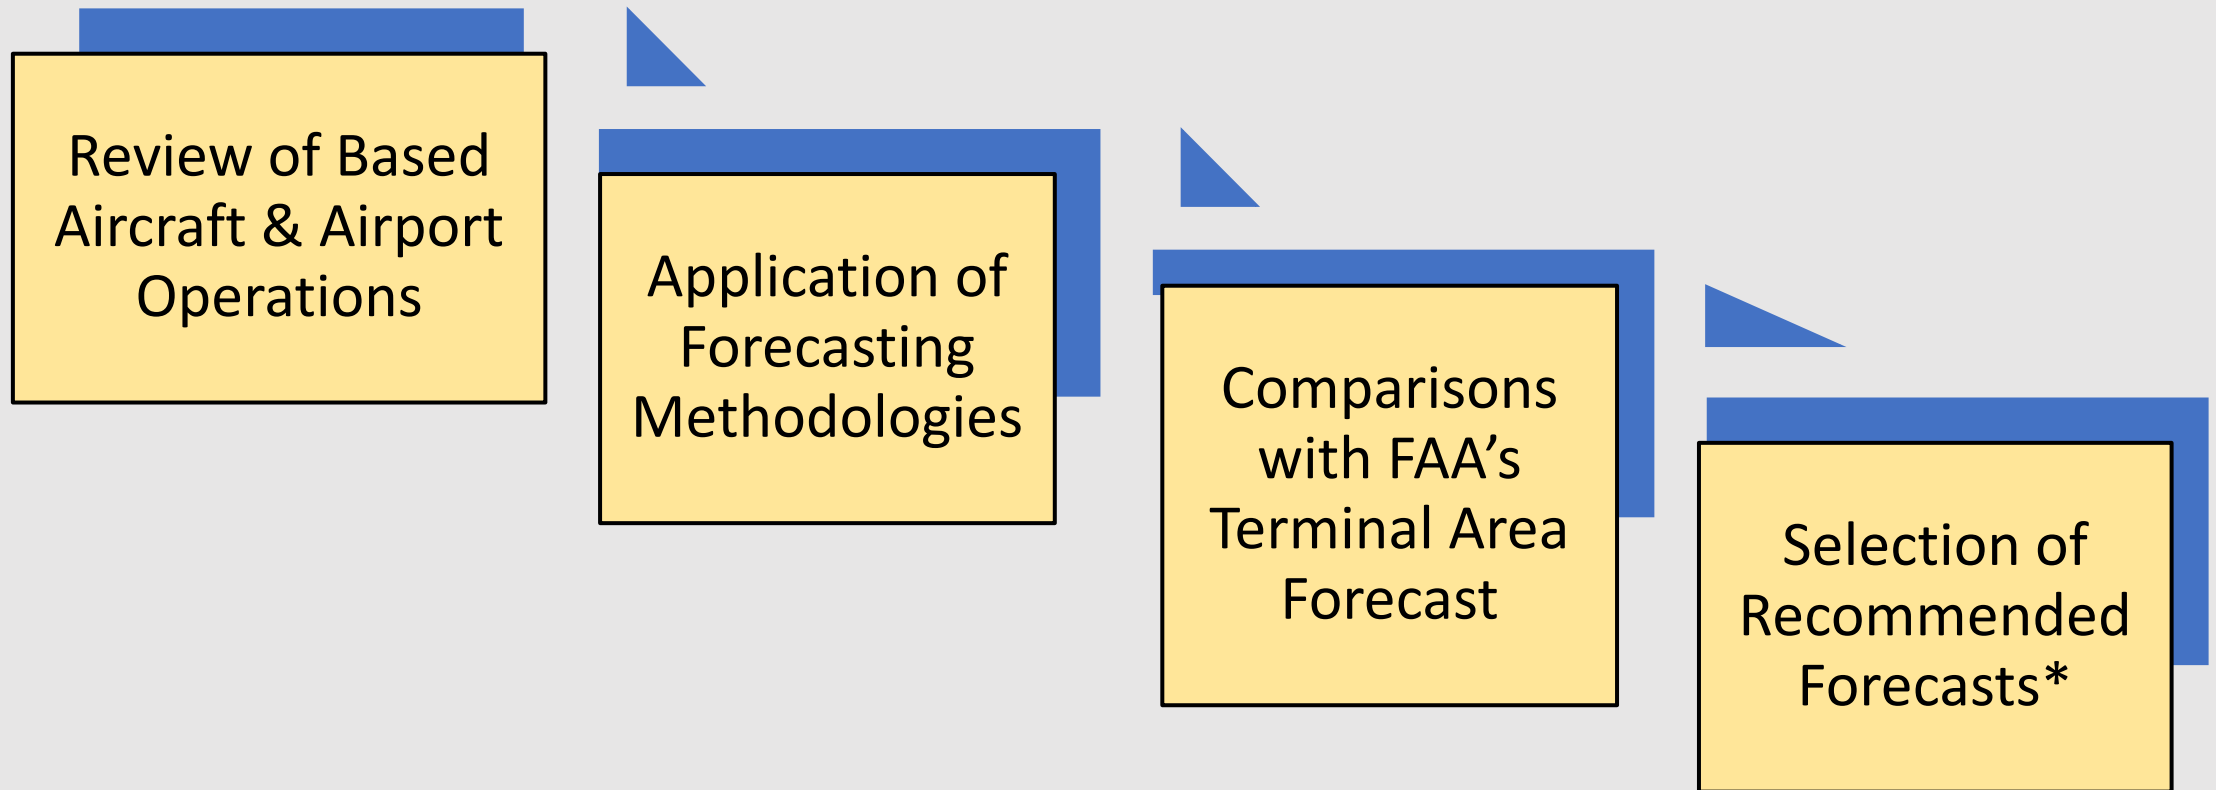 Review of Based
Aircraft & Airport
Operations
Application of
Forecasting
Methodologies
Comparisons
with FAA’s
Terminal Area
Forecast
Selection of
Recommended
Forecasts*